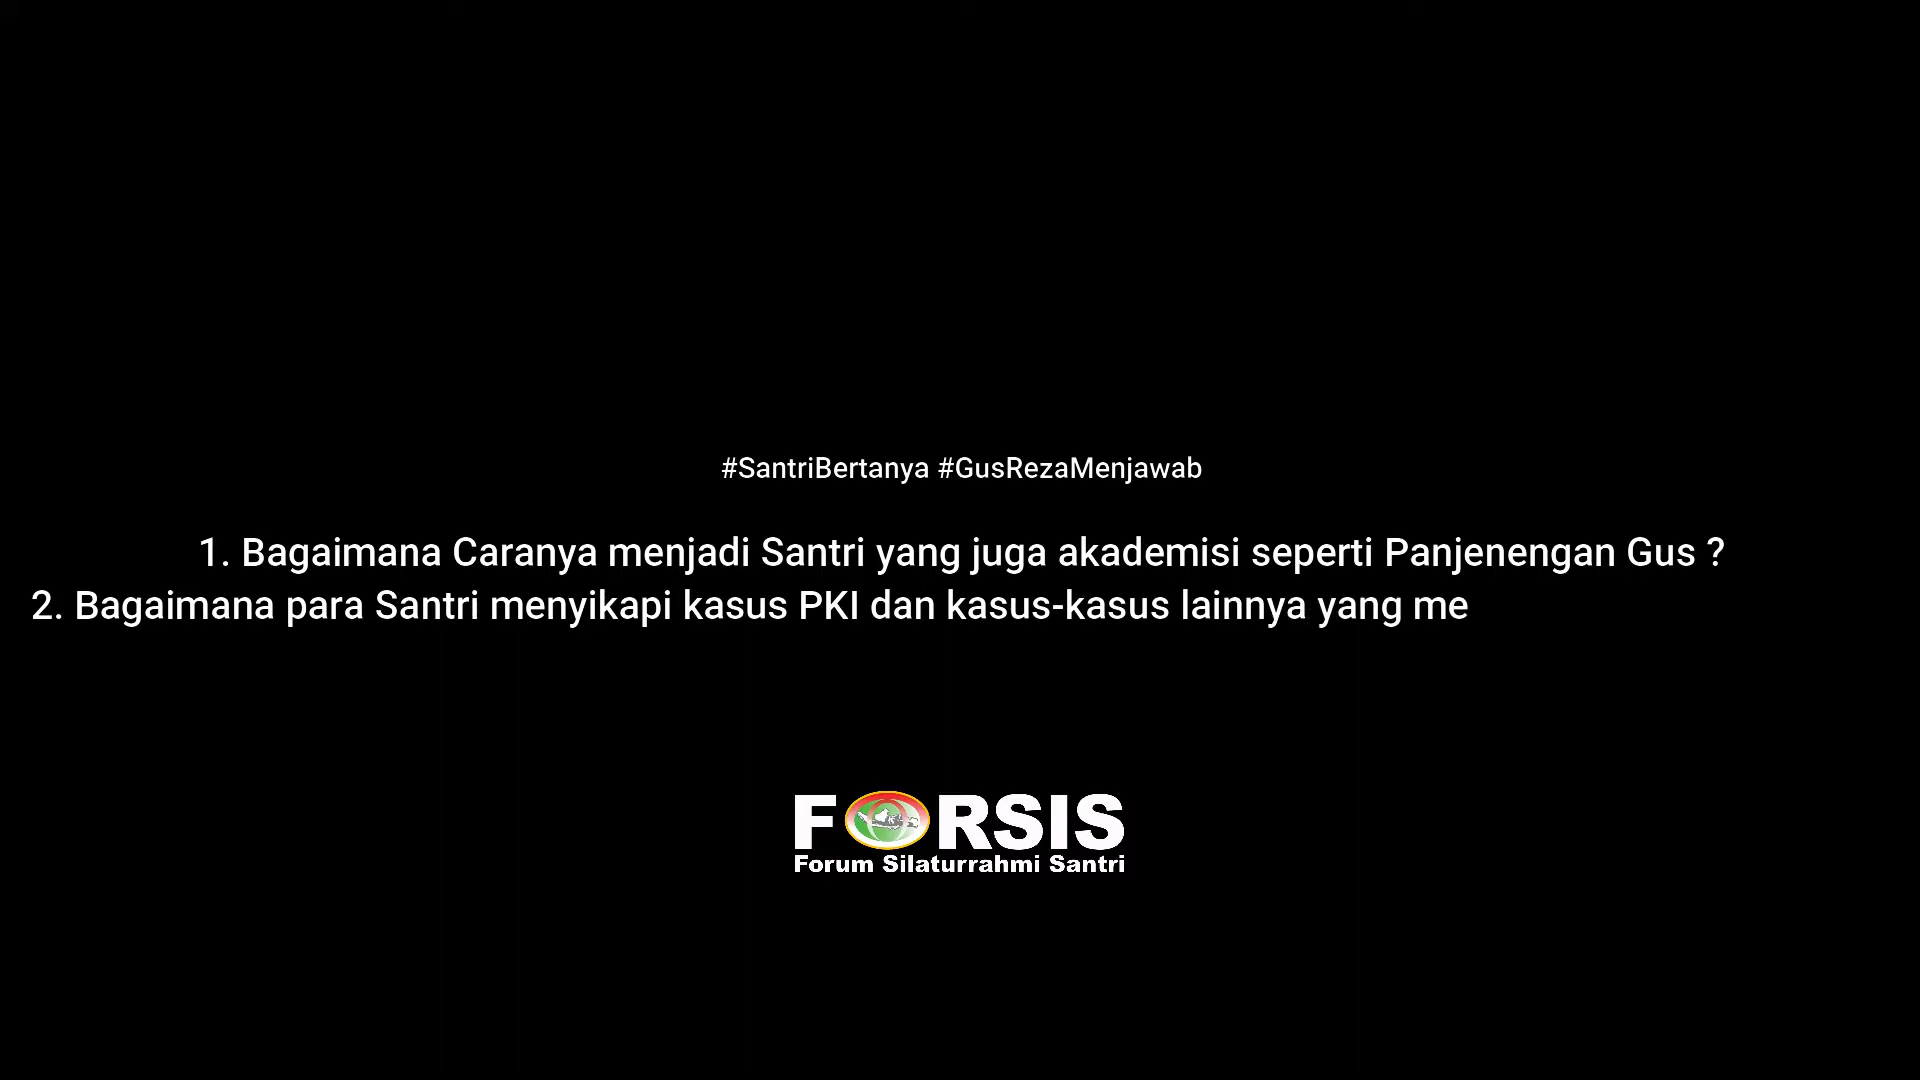 #SantriBertanya #GusRezaMenjawab
1. Bagaimana Caranya menjadi Santri yang juga akademisi seperti Panjenengan Gus ?
2. Bagaimana para Santri menyikapi kasus PKI dan kasus-kasus lainnya yang me
FORSIS
Forum Silaturrahmi Santri